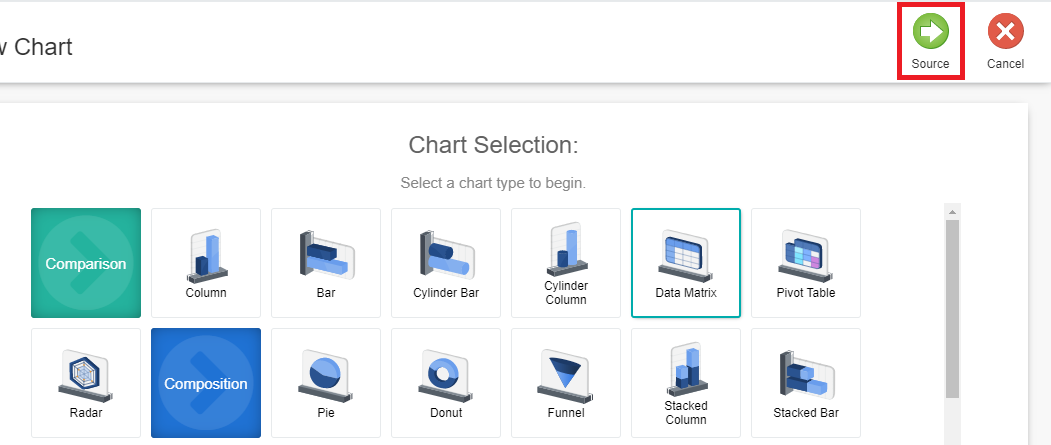 w Chart
Source
Cancel
Chart Selection:
Select a chart type to begin.
Comparison
Column
Bar
Cylinder Bar
Cylinder
Column
Data Matrix
Pivot Table
Radar
Composition
Pie
Donut
Funnel
Stacked
Column
Stacked Bar